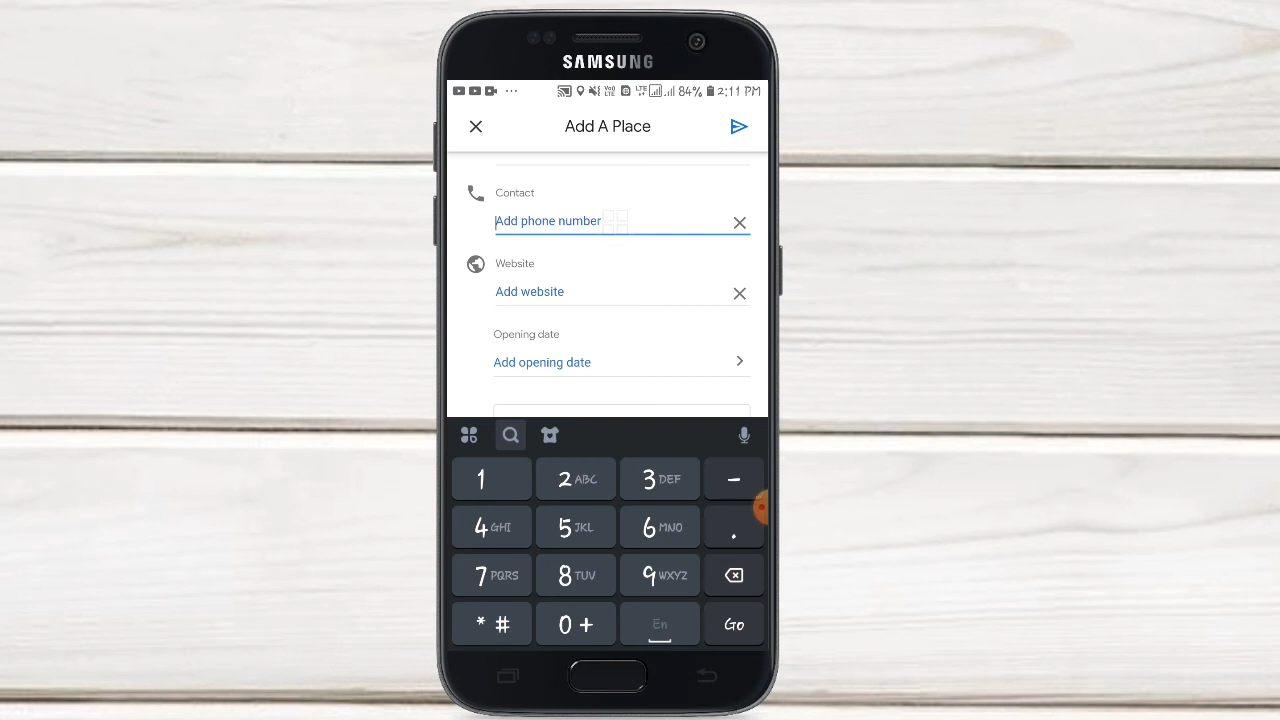 SAMSUNG
84% 2:11 PM
Add A Place
Contact
Add phone number
Website
Add website
Opening date
Add opening date
1 2 ABC 3 DEF –
4 GHI 5 JKL 6 MNO .
7 PQRS 8 TUV 9 WXYZ
* # 0 + En Go